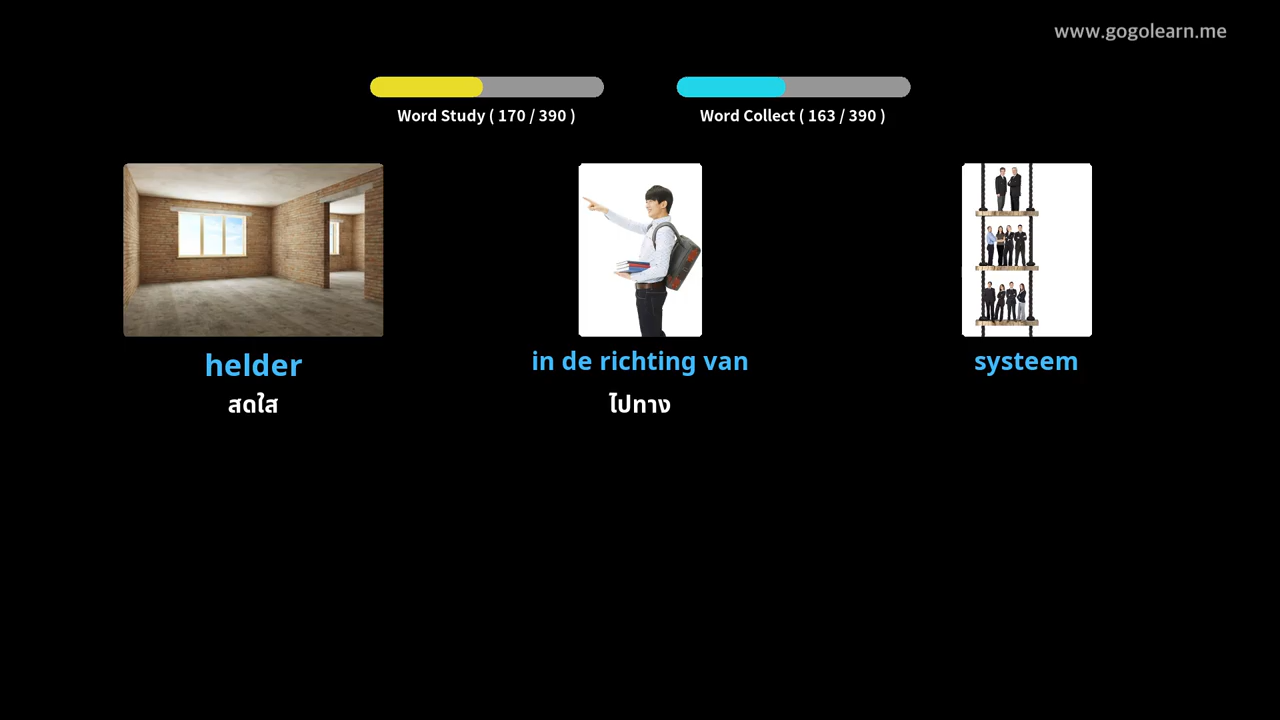 www.gogolearn.me
Word Study ( 170 / 390 )
Word Collect ( 163 / 390 )
helder
in de richting van
systeem
สดใส
ไปทาง